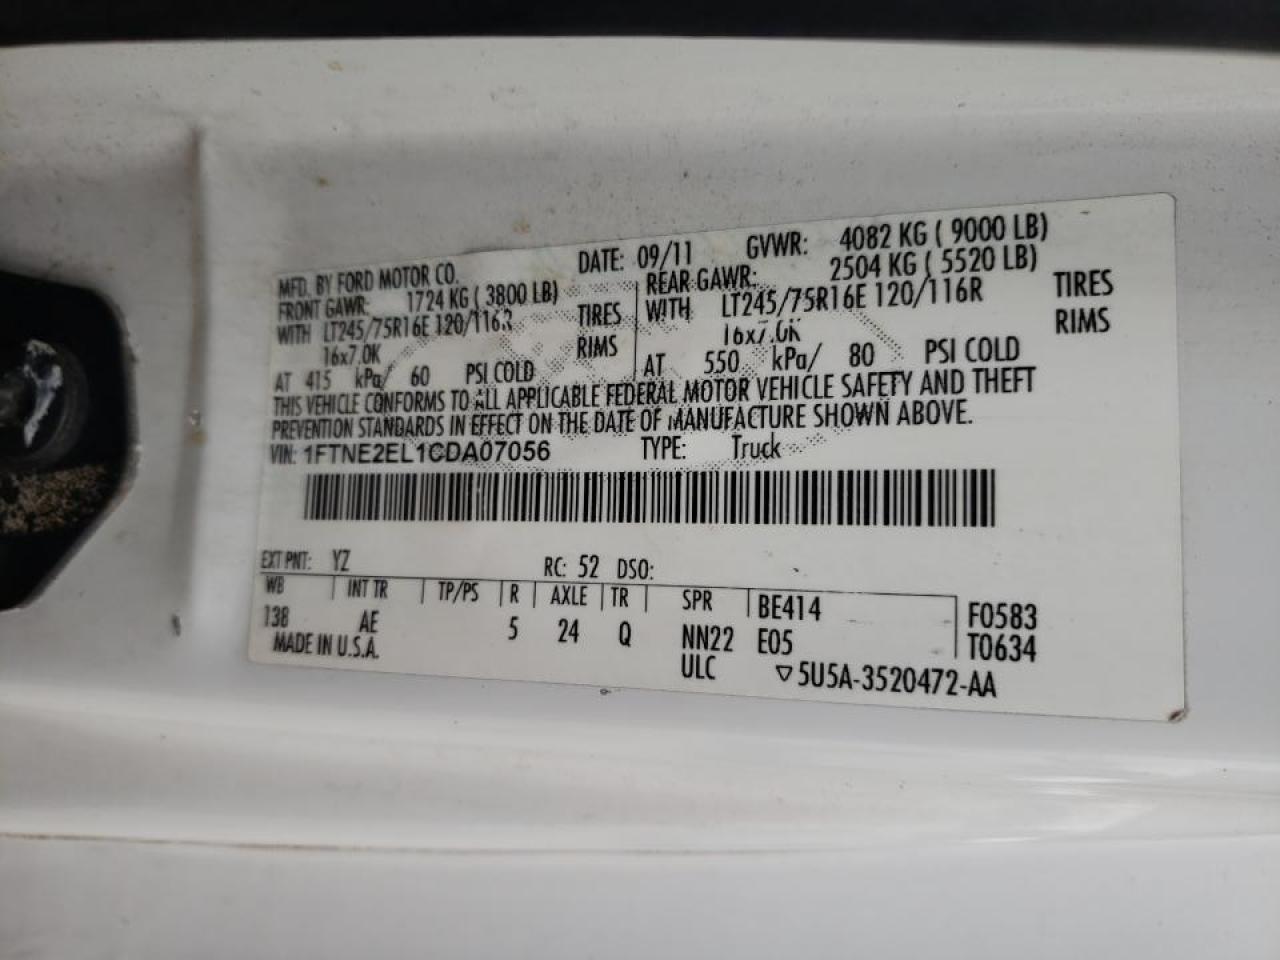 MFD. BY FORD MOTOR CO. DATE: 09/11 GVWR: 4082 KG ( 9000 LB)
FRONT GAWR: 1724 KG ( 3800 LB) REAR GAWR: 2504 KG ( 5520 LB)
WITH LT245/75R16E 120/116R TIRES WITH LT245/75R16E 120/116R TIRES
16x7.0K RIMS 16x7.0K RIMS
AT 415 kPa/ 60 PSI COLD AT 550 kPa/ 80 PSI COLD
THIS VEHICLE CONFORMS TO ALL APPLICABLE FEDERAL MOTOR VEHICLE SAFETY AND THEFT
PREVENTION STANDARDS IN EFFECT ON THE DATE OF MANUFACTURE SHOWN ABOVE.
VIN: 1FTNE2EL1CDA07056 TYPE: Truck
EXT PNT: YZ RC: 52 DSO:
WB INT TR TP/PS R AXLE TR SPR BE414 F0583
138 AE 5 24 Q NN22 E05 T0634
MADE IN U.S.A. ULC ▽5U5A-3520472-AA